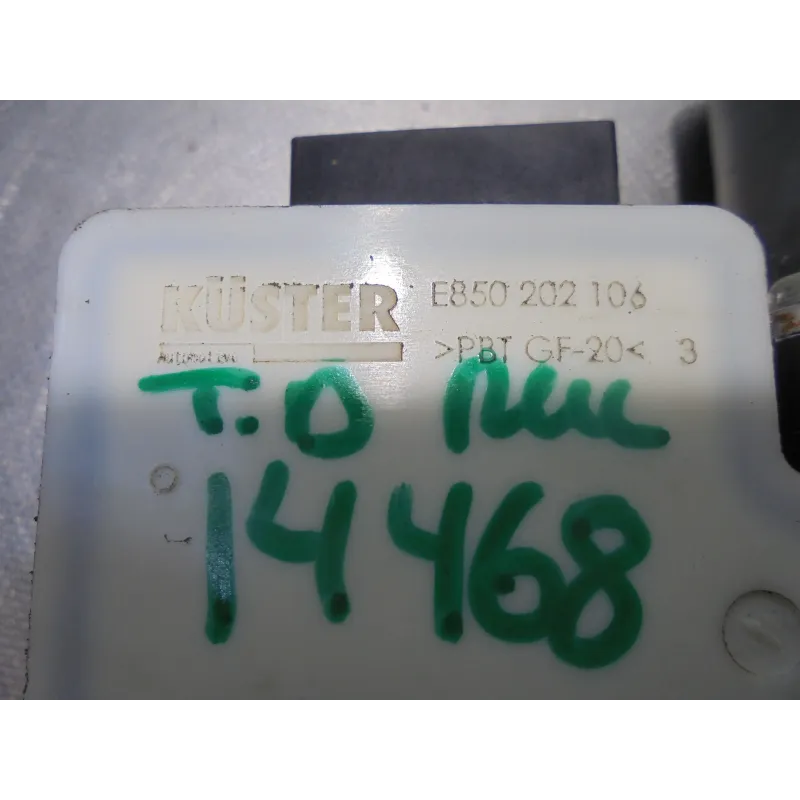 KÜSTER E850 202 106
Automotive >PBT GF-20< 3
T.D
14468